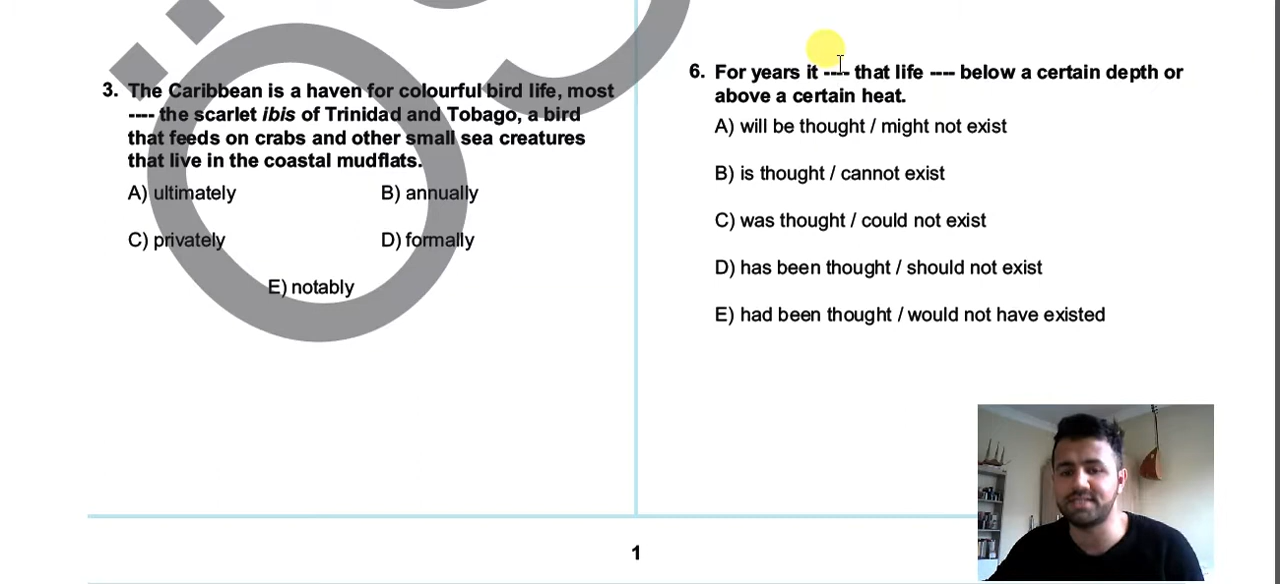 3. The Caribbean is a haven for colourful bird life, most
---- the scarlet ibis of Trinidad and Tobago, a bird
that feeds on crabs and other small sea creatures
that live in the coastal mudflats.
A) ultimately
B) annually
C) privately
D) formally
E) notably
6. For years it ---- that life ---- below a certain depth or
above a certain heat.
A) will be thought / might not exist
B) is thought / cannot exist
C) was thought / could not exist
D) has been thought / should not exist
E) had been thought / would not have existed
1